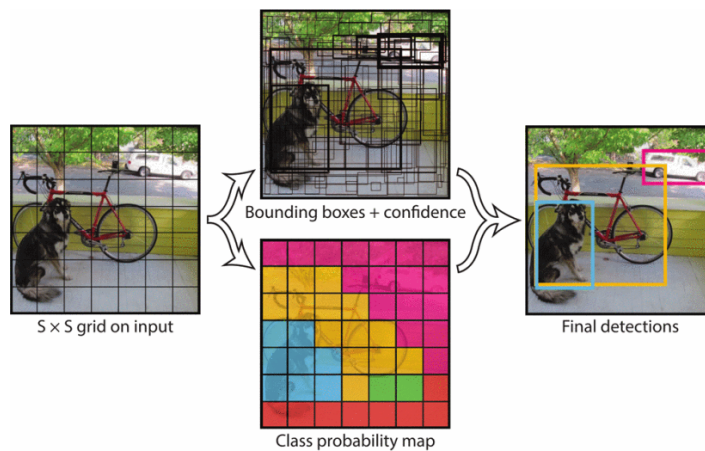 S × S grid on input
Bounding boxes + confidence
Class probability map
Final detections